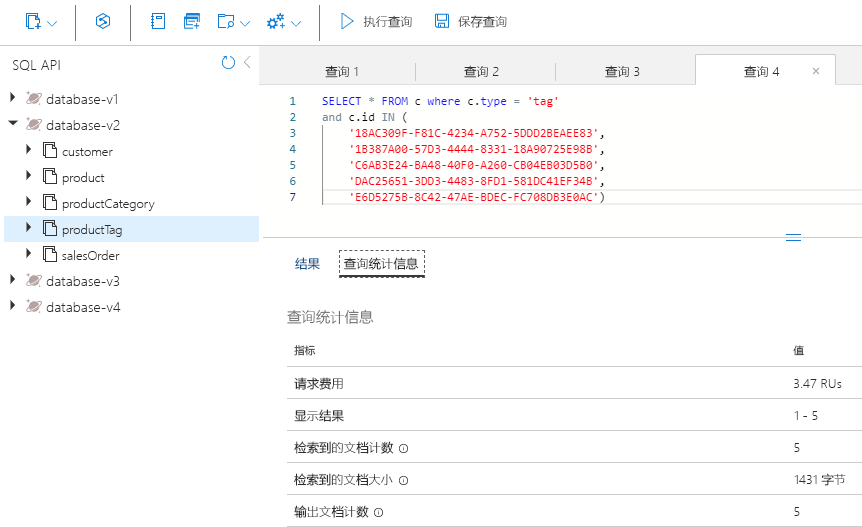 执行查询 保存查询
SQL API
database-v1
database-v2
customer
product
productCategory
productTag
salesOrder
database-v3
database-v4
查询 1 查询 2 查询 3 查询 4 ×
1 SELECT * FROM c where c.type = 'tag'
2 and c.id IN (
3 '18AC309F-F81C-4234-A752-5DDD2BEAEE83',
4 '1B387A00-57D3-4444-8331-18A90725E98B',
5 'C6AB3E24-BA48-40F0-A260-CB04EB03D5B0',
6 'DAC25651-3DD3-4483-8FD1-581DC41EF34B',
7 'E6D5275B-8C42-47AE-BDEC-FC708DB3E0AC')
结果 查询统计信息
查询统计信息
指标 值
请求费用 3.47 RUs
显示结果 1 - 5
检索到的文档计数 5
检索到的文档大小 1431 字节
输出文档计数 5